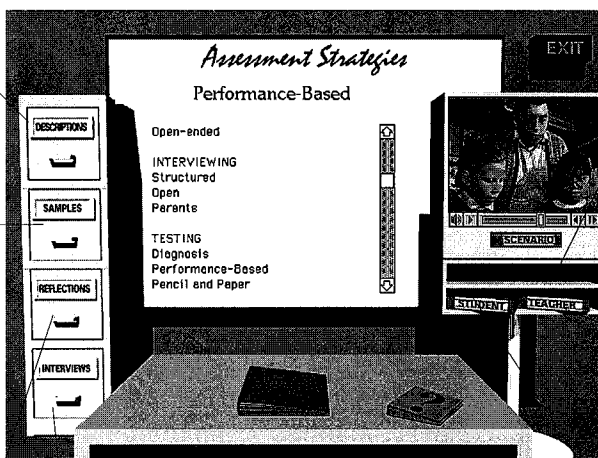 Assessment Strategies
EXIT
Performance-Based
DESCRIPTIONS
Open-ended
INTERVIEWING
Structured
Open
Parents
SAMPLES
SCENARIO
TESTING
Diagnosis
Performance-Based
Pencil and Paper
REFLECTIONS
STUDENT
TEACHER
INTERVIEWS
?